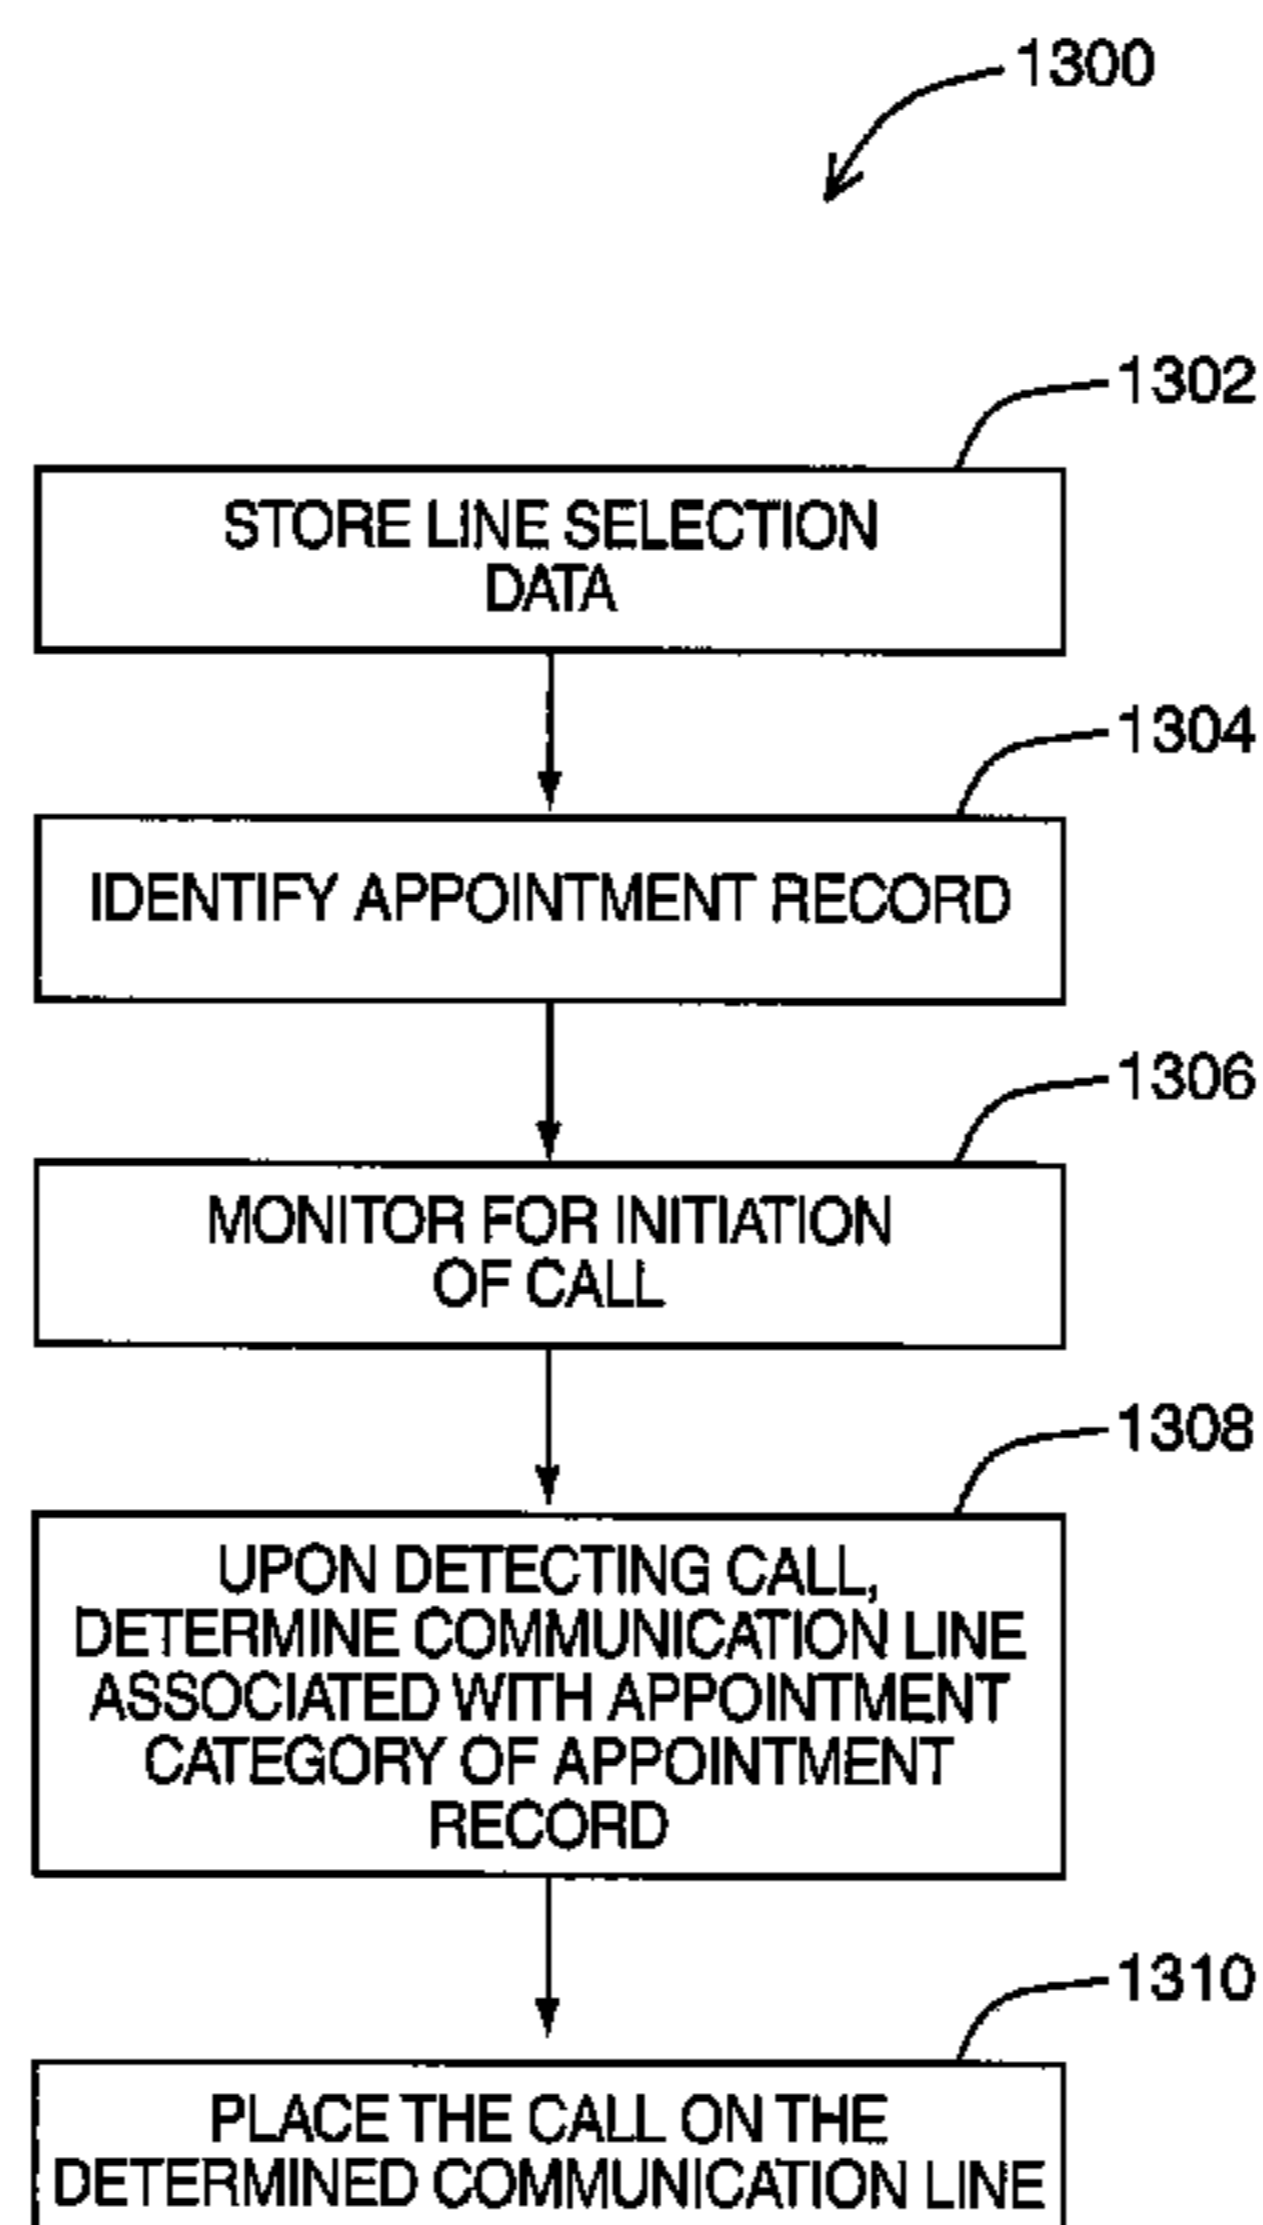 1300
1302
STORE LINE SELECTION
DATA
1304
IDENTIFY APPOINTMENT RECORD
1306
MONITOR FOR INITIATION
OF CALL
1308
UPON DETECTING CALL,
DETERMINE COMMUNICATION LINE
ASSOCIATED WITH APPOINTMENT
CATEGORY OF APPOINTMENT
RECORD
1310
PLACE THE CALL ON THE
DETERMINED COMMUNICATION LINE